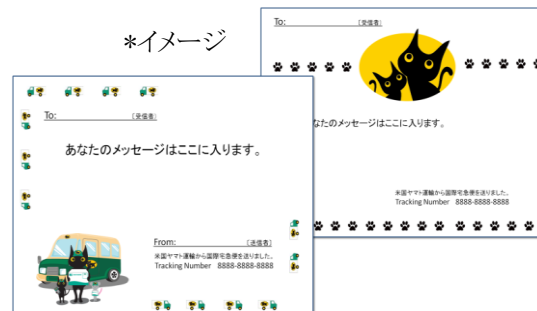 *イメージ
To: (受信者)
なたのメッセージはここに入ります。
米国ヤマト運輸から国際宅急便を送りました。
Tracking Number 8888-8888-8888
To: (受信者)
あなたのメッセージはここに入ります。
From: (送信者)
米国ヤマト運輸から国際宅急便を送りました。
Tracking Number 8888-8888-8888